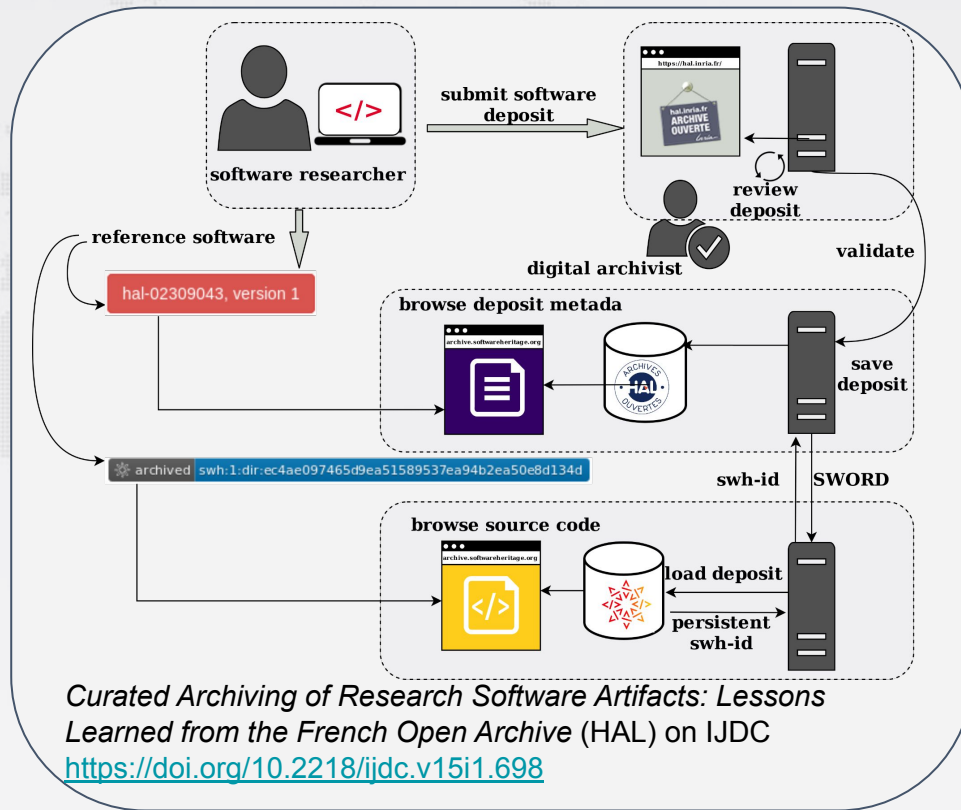 https://hal.inria.fr/
hal.inria.fr
ARCHIVE
OUVERTE
Inria
</>
submit software
deposit
software researcher
review
deposit
reference software
validate
digital archivist
hal-02309043, version 1
browse deposit metada
archive.softwareheritage.org
ARCHIVES
HAL
OUVERTES
save
deposit
archived swh:1:dir:ec4ae097465d9ea51589537ea94b2ea50e8d134d
swh-id
SWORD
browse source code
archive.softwareheritage.org
</>
load deposit
persistent
swh-id
Curated Archiving of Research Software Artifacts: Lessons
Learned from the French Open Archive (HAL) on IJDC
https://doi.org/10.2218/ijdc.v15i1.698